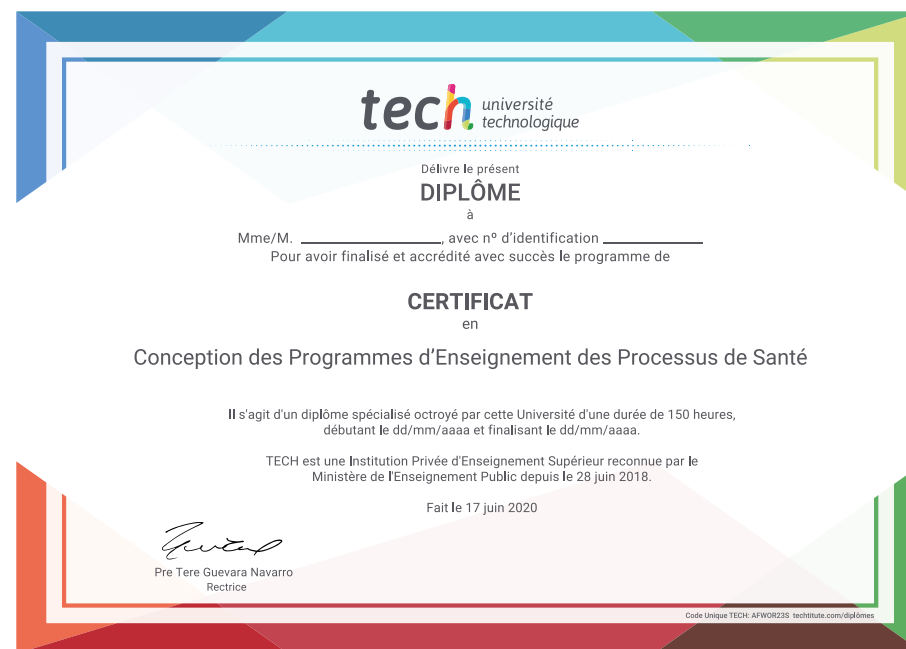 tech université
technologique
Délivre le présent
DIPLÔME
à
Mme/M. ____________________, avec nº d'identification ______________
Pour avoir finalisé et accrédité avec succès le programme de
CERTIFICAT
en
Conception des Programmes d'Enseignement des Processus de Santé
Il s'agit d'un diplôme spécialisé octroyé par cette Université d'une durée de 150 heures,
débutant le dd/mm/aaaa et finalisant le dd/mm/aaaa.
TECH est une Institution Privée d'Enseignement Supérieur reconnue par le
Ministère de l'Enseignement Public depuis le 28 juin 2018.
Fait le 17 juin 2020
Pre Tere Guevara Navarro
Rectrice
Code Unique TECH: AFWOR23S techtitute.com/diplômes